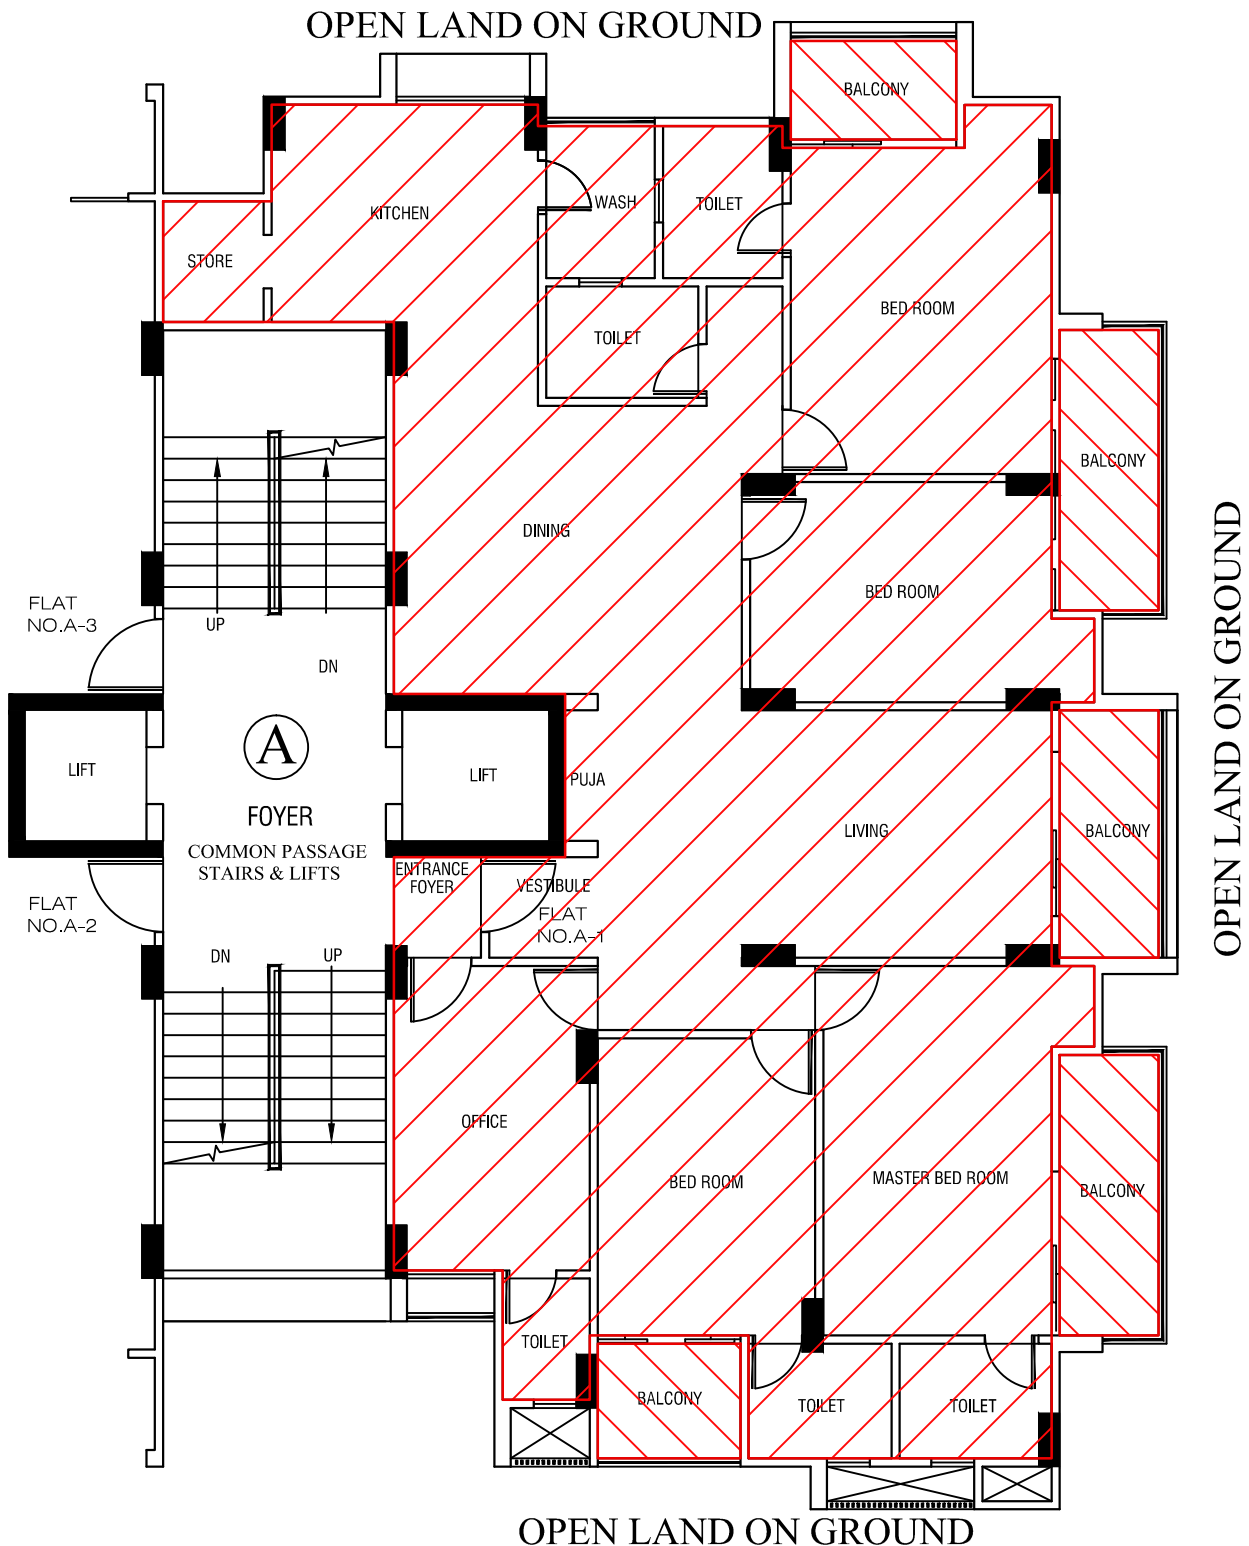 OPEN LAND ON GROUND
BALCONY
WASH
TOILET
KITCHEN
STORE
BED ROOM
TOILET
BALCONY
DINING
BED ROOM
FLAT
NO.A-3
UP
DN
OPEN LAND ON GROUND
A
LIFT
LIFT
PUJA
FOYER
LIVING
BALCONY
COMMON PASSAGE
STAIRS & LIFTS
ENTRANCE
FOYER
VESTIBULE
FLAT
NO.A-1
FLAT
NO.A-2
DN
UP
OFFICE
BED ROOM
MASTER BED ROOM
BALCONY
TOILET
BALCONY
TOILET
TOILET
OPEN LAND ON GROUND